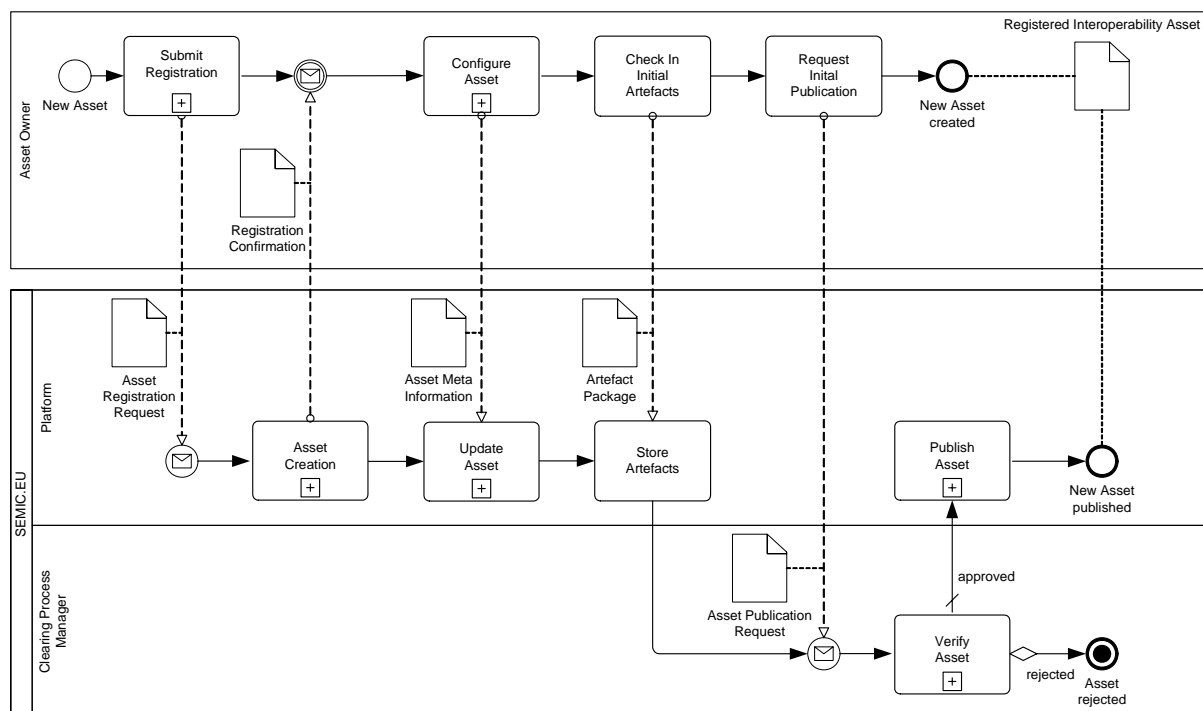 Registered Interoperability Asset
Asset Owner
New Asset
Submit
Registration
Configure
Asset
Check In
Initial
Artefacts
Request
Inital
Publication
New Asset
created
Registration
Confirmation
SEMIC.EU
Platform
Asset
Registration
Request
Asset Meta
Information
Artefact
Package
Asset
Creation
Update
Asset
Store
Artefacts
Publish
Asset
New Asset
published
Clearing Process
Manager
Asset Publication
Request
approved
Verify
Asset
rejected
Asset
rejected